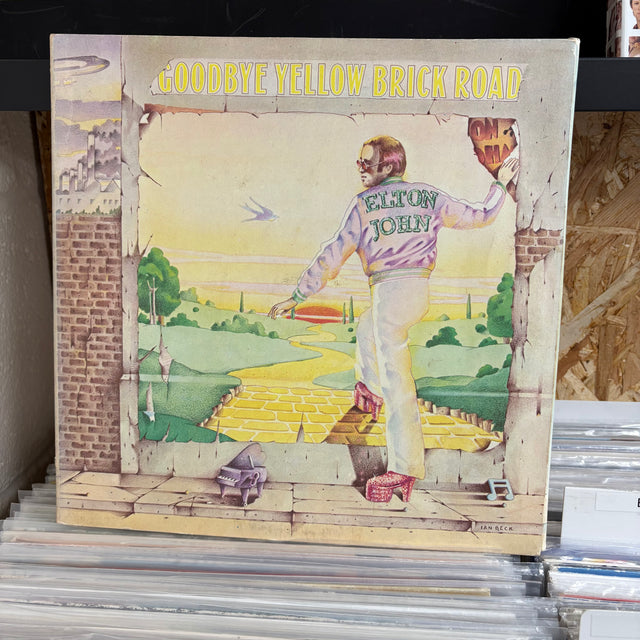 GOODBYE YELLOW BRICK ROAD
ELTON
JOHN
IAN BECK